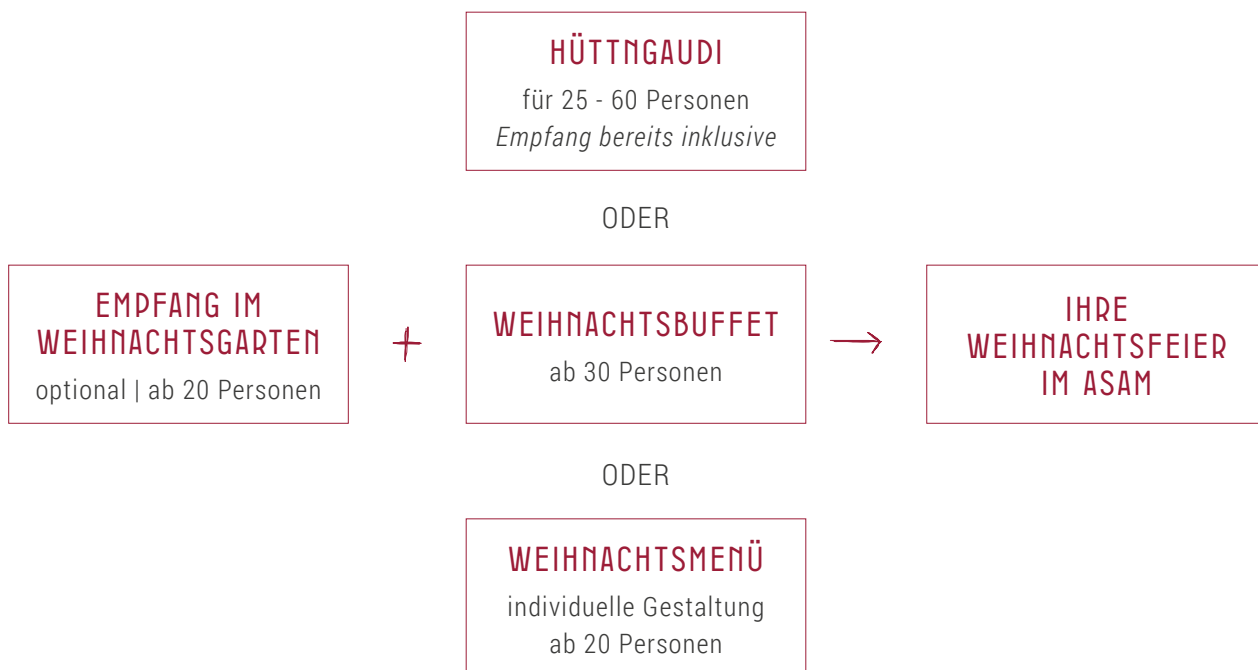 HÜTTNGAUDI
für 25 - 60 Personen
Empfang bereits inklusive
ODER
EMPFANG IM
WEIHNACHTSGARTEN
optional | ab 20 Personen
+
WEIHNACHTSBUFFET
ab 30 Personen
IHRE
WEIHNACHTSFEIER
IM ASAM
ODER
WEIHNACHTSMENÜ
individuelle Gestaltung
ab 20 Personen